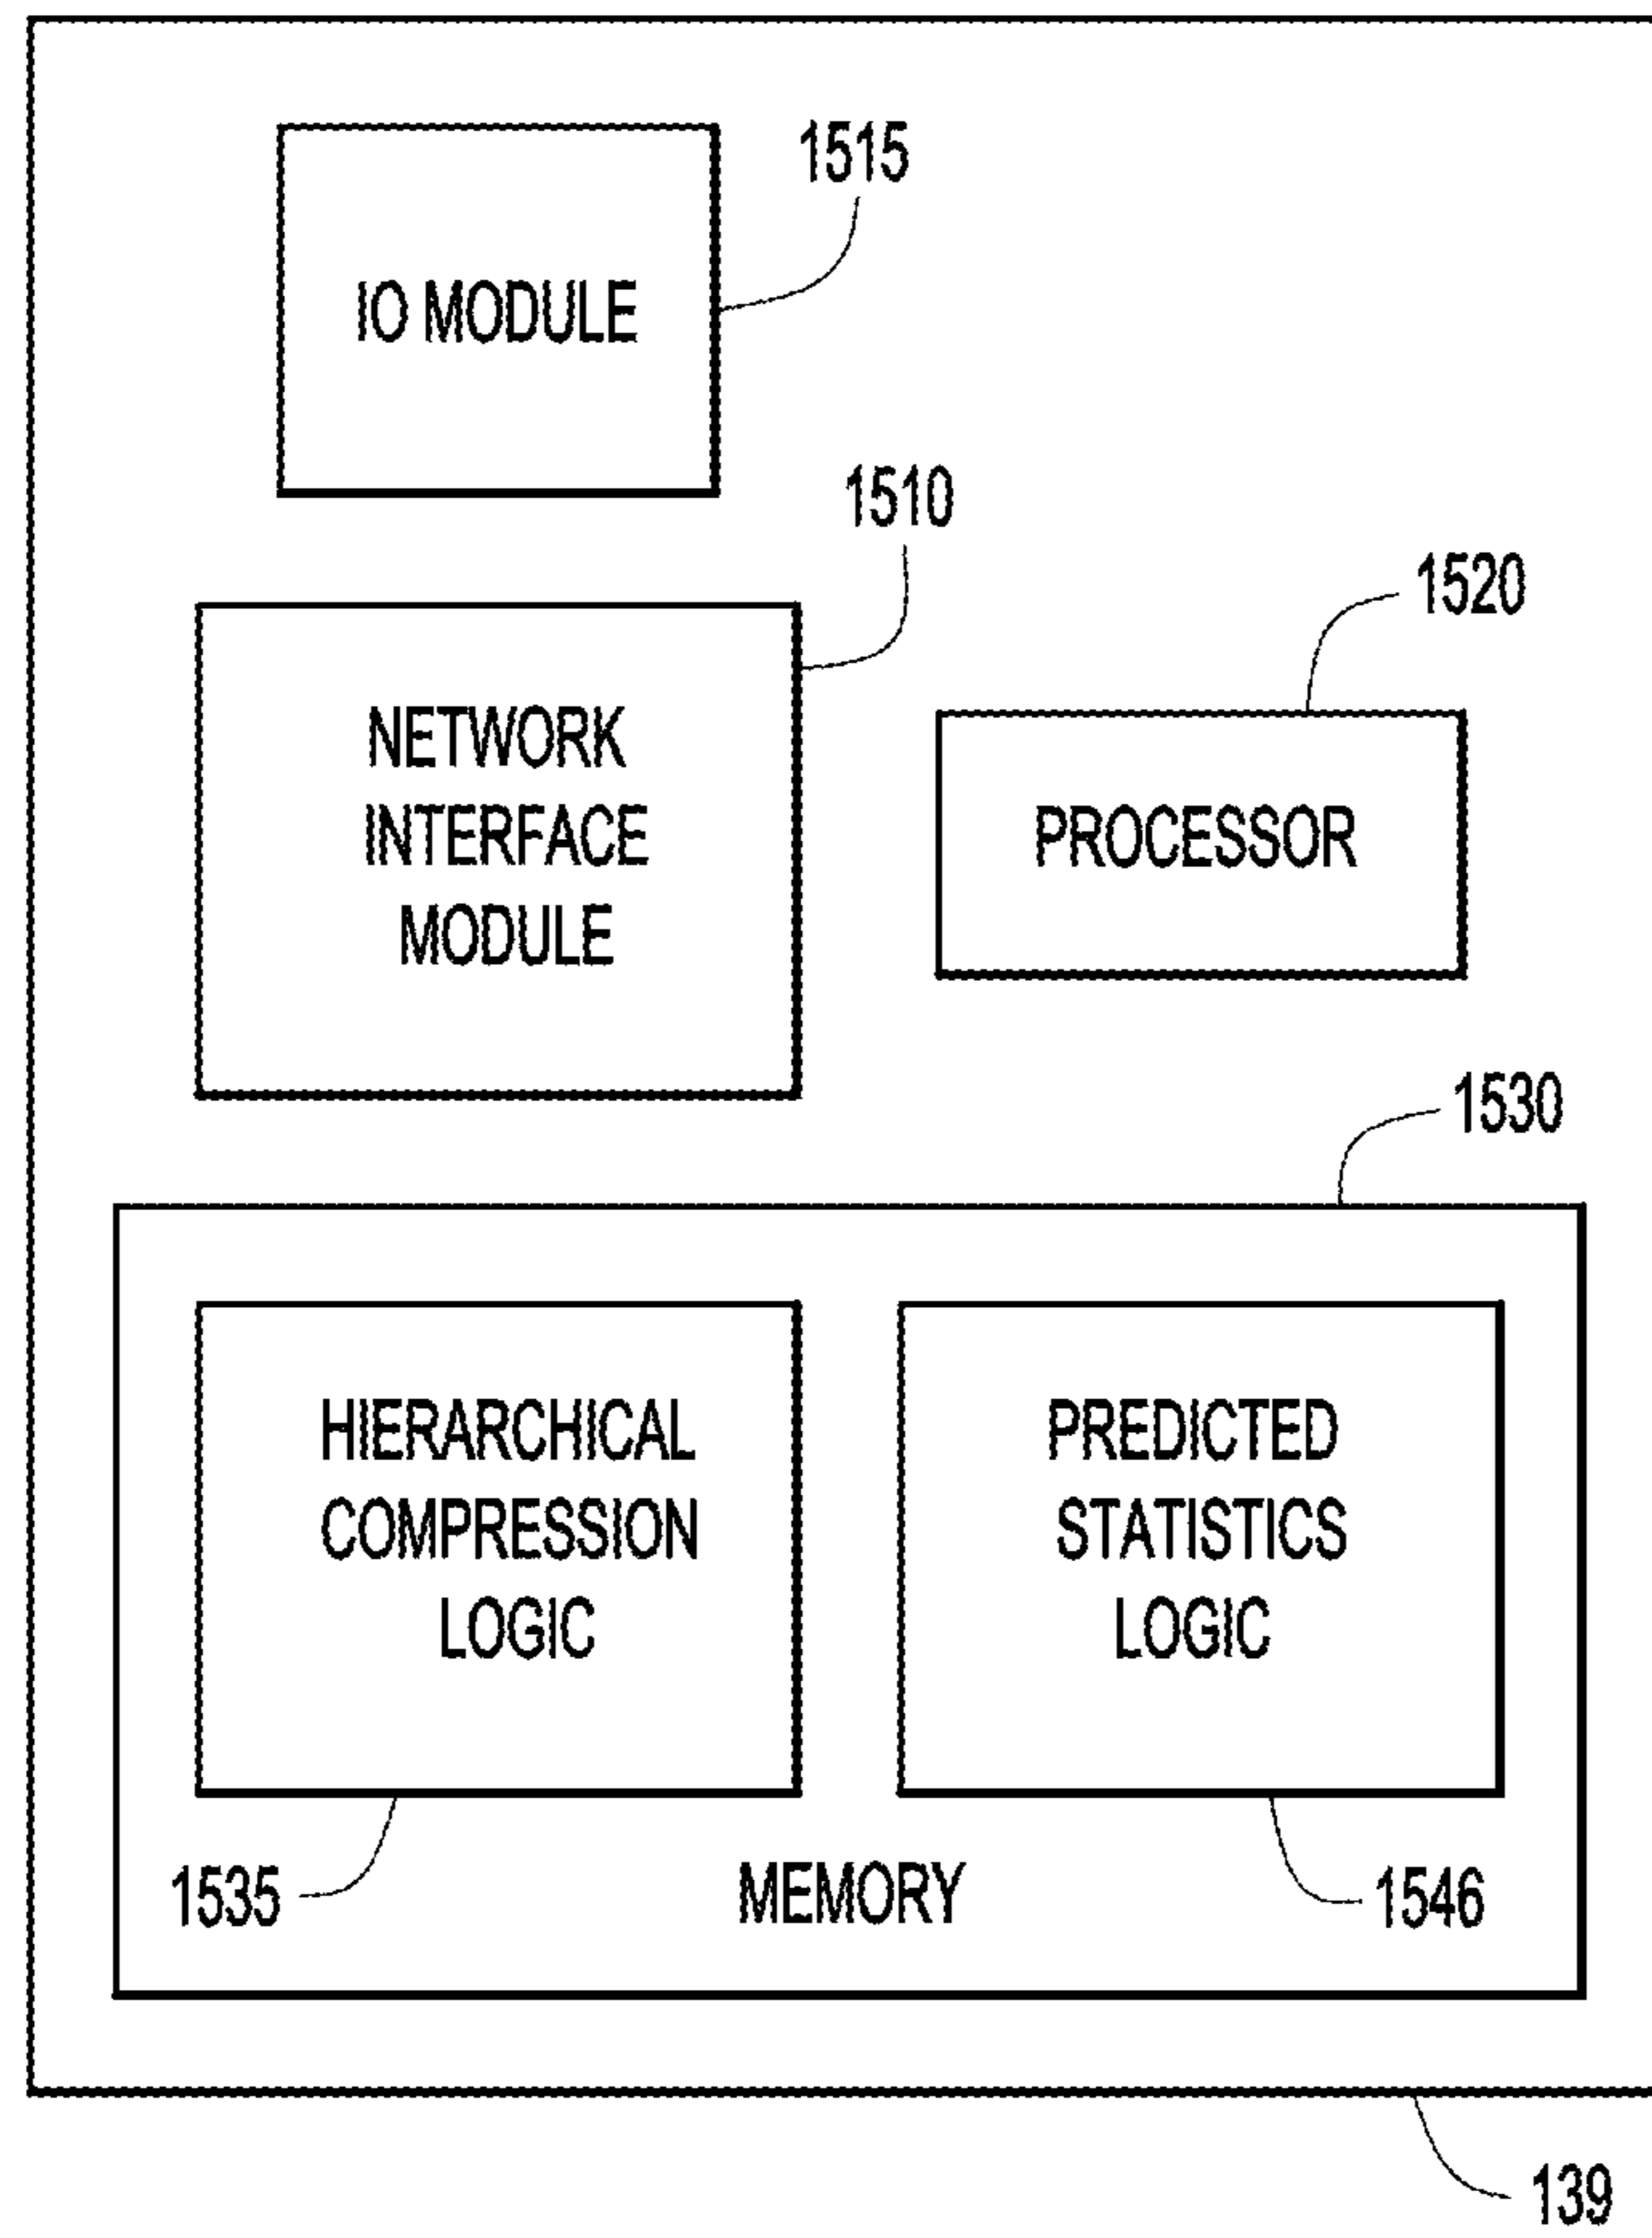 1515
IO MODULE
1510
1520
NETWORK
INTERFACE
MODULE
PROCESSOR
1530
HIERARCHICAL
COMPRESSION
LOGIC
PREDICTED
STATISTICS
LOGIC
1535
MEMORY
1546
139